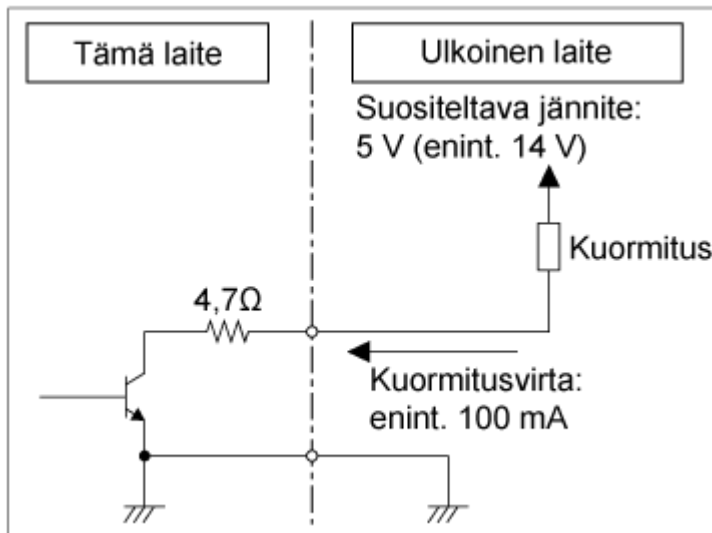 Tämä laite
Ulkoinen laite
Suositeltava jännite:
5 V (enint. 14 V)
Kuormitus
4,7Ω
Kuormitusvirta:
enint. 100 mA